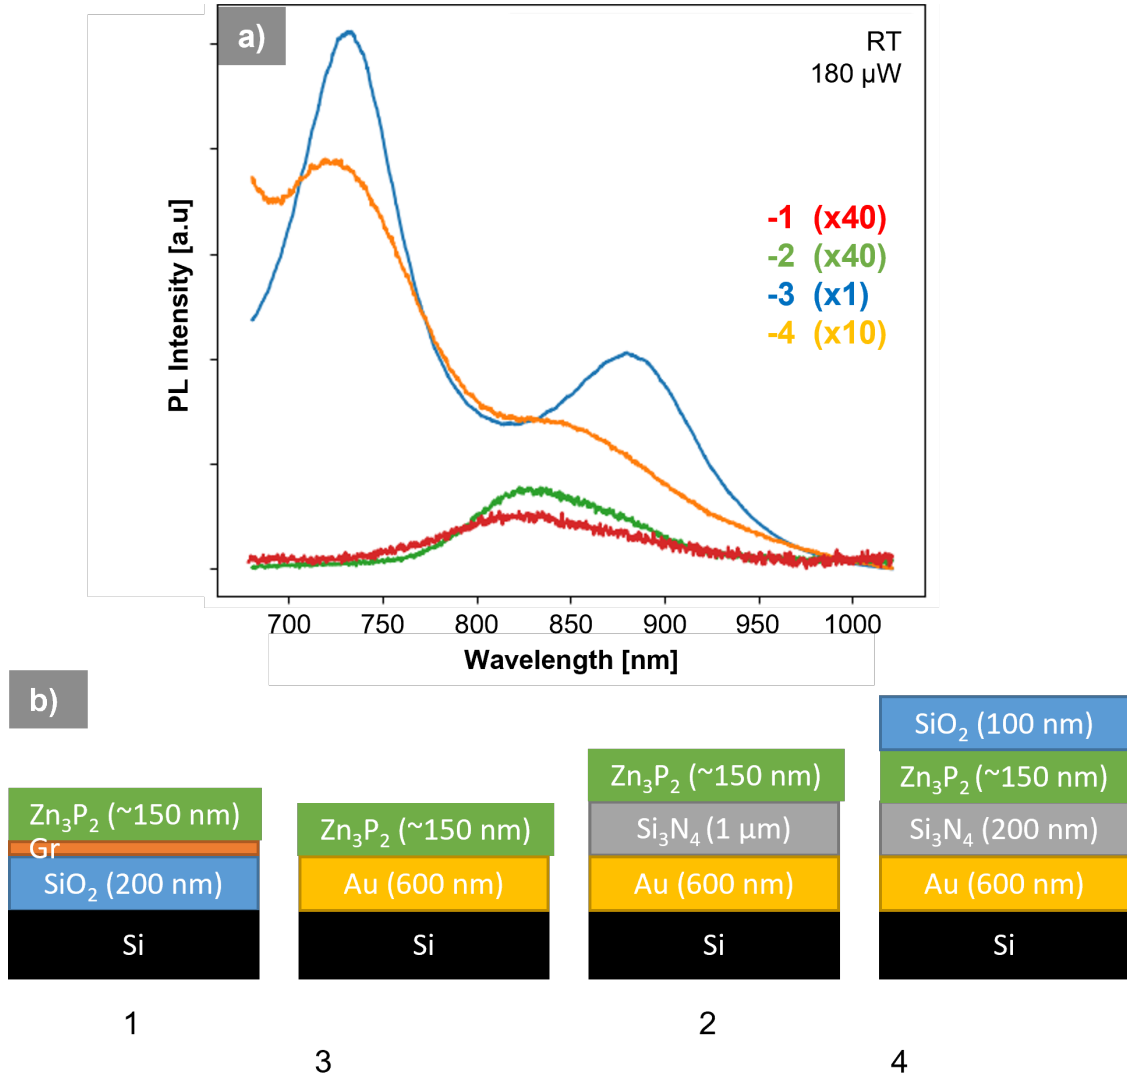 a)
RT
180 µW
-1 (x40)
-2 (x40)
-3 (x1)
-4 (x10)
PL Intensity [a.u]
700 750 800 850 900 950 1000
Wavelength [nm]
b)
Zn₃P₂ (~150 nm)
Gr
SiO₂ (200 nm)
Si
1
Zn₃P₂ (~150 nm)
Au (600 nm)
Si
3
Zn₃P₂ (~150 nm)
Si₃N₄ (1 µm)
Au (600 nm)
Si
2
SiO₂ (100 nm)
Zn₃P₂ (~150 nm)
Si₃N₄ (200 nm)
Au (600 nm)
Si
4